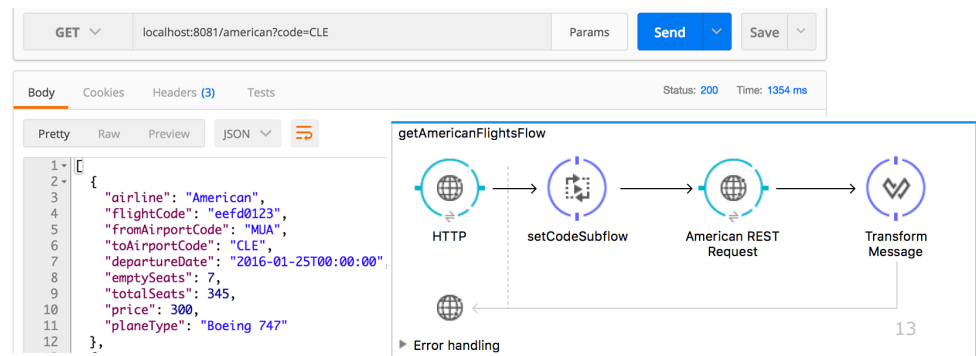 GET localhost:8081/american?code=CLE Params Send Save
Body Cookies Headers (3) Tests Status: 200 Time: 1354 ms
Pretty Raw Preview JSON
1 [
2 {
3 "airline": "American",
4 "flightCode": "eefd0123",
5 "fromAirportCode": "MUA",
6 "toAirportCode": "CLE",
7 "departureDate": "2016-01-25T00:00:00",
8 "emptySeats": 7,
9 "totalSeats": 345,
10 "price": 300,
11 "planeType": "Boeing 747"
12 },
getAmericanFlightsFlow
HTTP setCodeSubflow American REST Transform
Request Message
13
Error handling